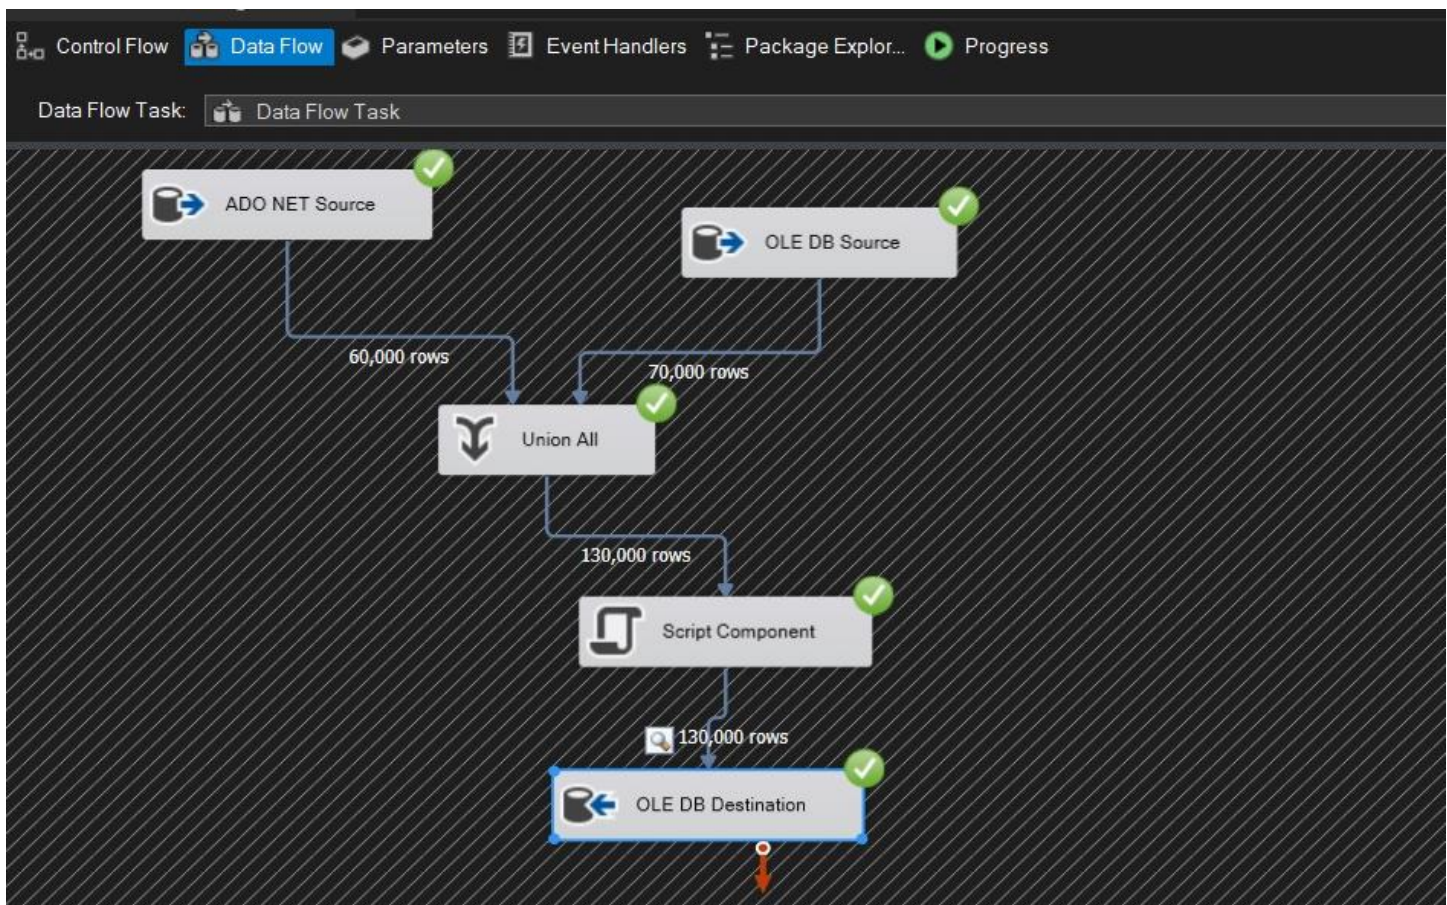 Control Flow Data Flow Parameters Event Handlers Package Explor... Progress
Data Flow Task: Data Flow Task
ADO NET Source
OLE DB Source
60,000 rows
70,000 rows
Union All
130,000 rows
Script Component
130,000 rows
OLE DB Destination